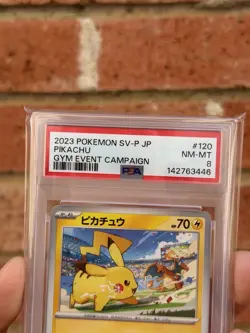 2023 POKEMON SV-P JP #120
PIKACHU NM-MT
GYM EVENT CAMPAIGN 8
PSA 142763446
ピカチュウ HP70